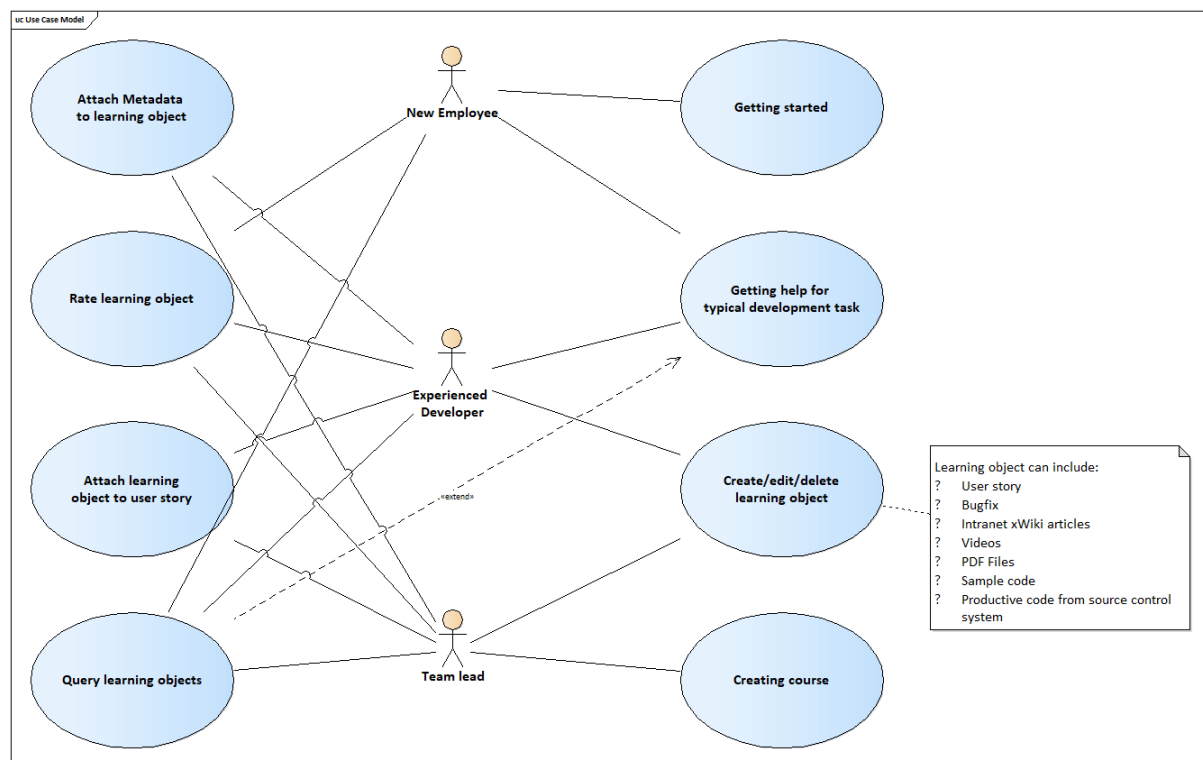 uc Use Case Model
Attach Metadata
to learning object
New Employee
Getting started
Rate learning object
Getting help for
typical development task
Experienced
Developer
Attach learning
object to user story
Create/edit/delete
learning object
Learning object can include:
? User story
? Bugfix
? Intranet xWiki articles
? Videos
? PDF Files
? Sample code
? Productive code from source control
system
«extend»
Query learning objects
Team lead
Creating course